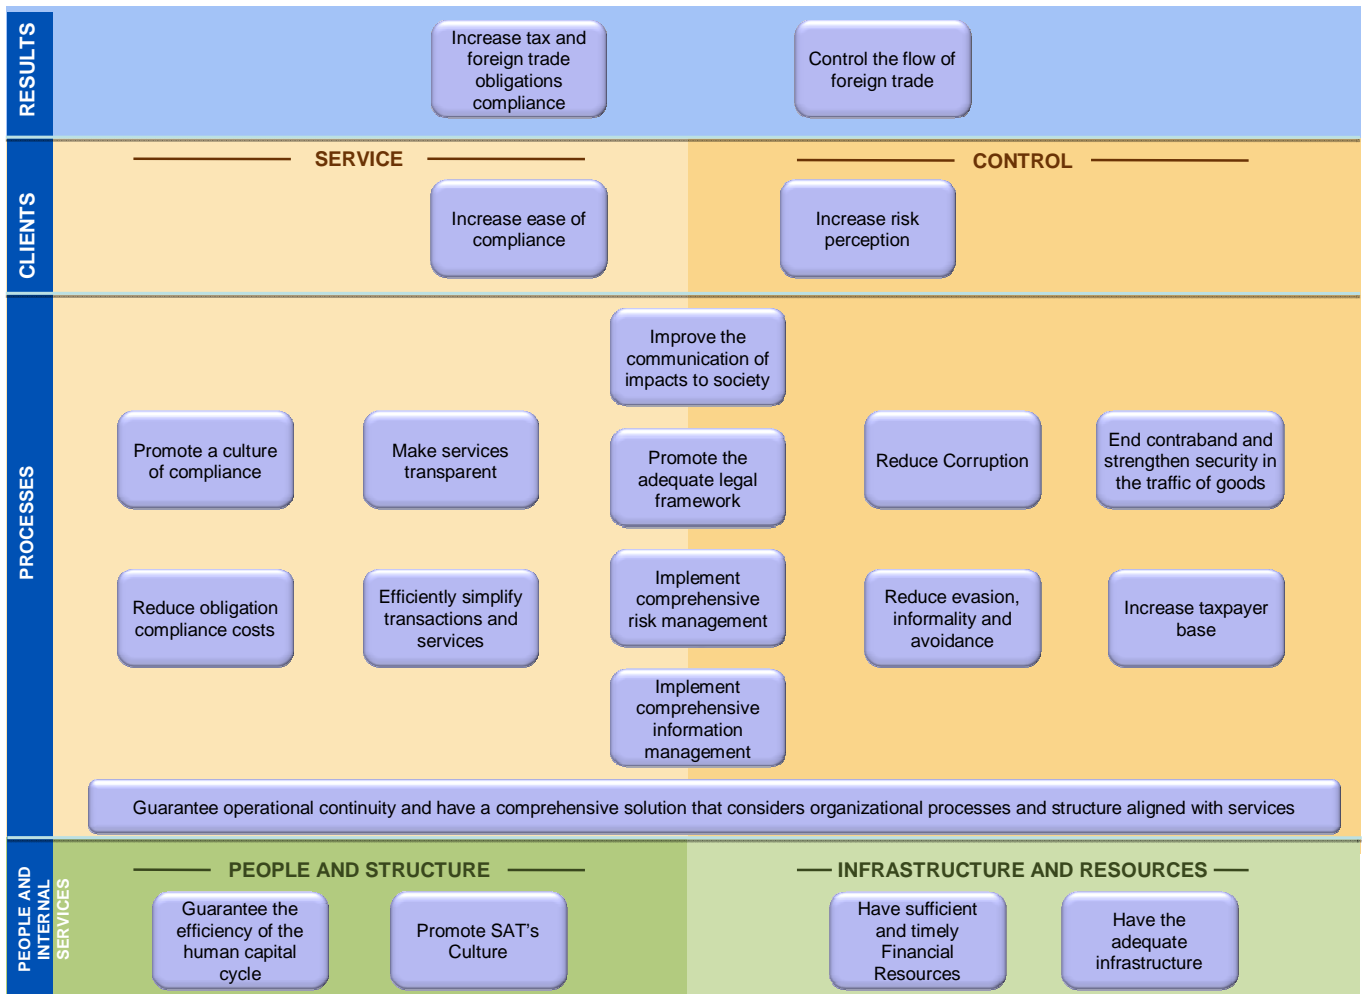 RESULTS
Increase tax and
foreign trade
obligations
compliance
Control the flow of
foreign trade
CLIENTS
SERVICE
CONTROL
Increase ease of
compliance
Increase risk
perception
PROCESSES
Improve the
communication of
impacts to society
Promote a culture
of compliance
Make services
transparent
Promote the
adequate legal
framework
Reduce Corruption
End contraband and
strengthen security in
the traffic of goods
Reduce obligation
compliance costs
Efficiently simplify
transactions and
services
Implement
comprehensive
risk management
Reduce evasion,
informality and
avoidance
Increase taxpayer
base
Implement
comprehensive
information
management
Guarantee operational continuity and have a comprehensive solution that considers organizational processes and structure aligned with services
PEOPLE AND
INTERNAL
SERVICES
PEOPLE AND STRUCTURE
INFRASTRUCTURE AND RESOURCES
Guarantee the
efficiency of the
human capital
cycle
Promote SAT's
Culture
Have sufficient
and timely
Financial
Resources
Have the
adequate
infrastructure